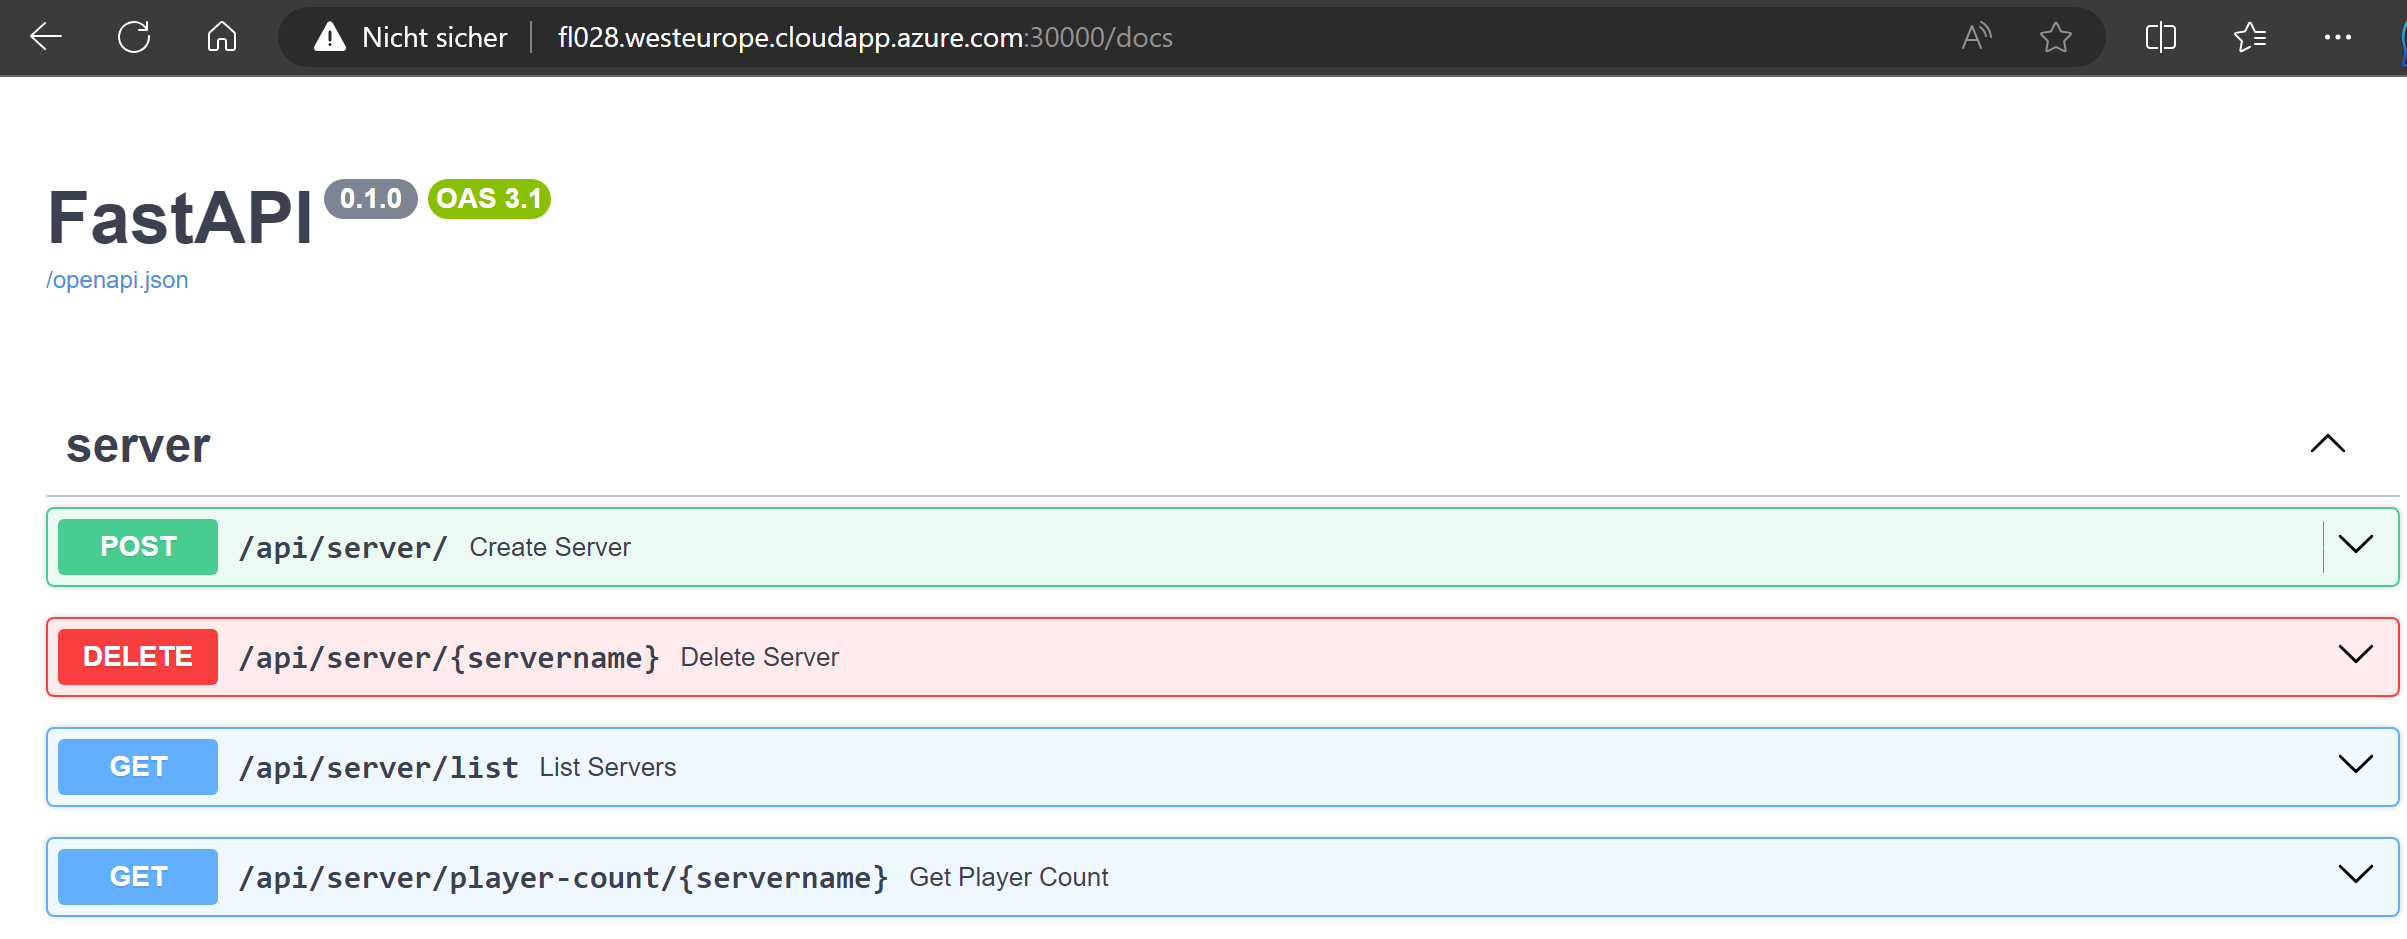 Nicht sicher fl028.westeurope.cloudapp.azure.com:30000/docs
FastAPI 0.1.0 OAS 3.1
/openapi.json
server
POST /api/server/ Create Server
DELETE /api/server/{servername} Delete Server
GET /api/server/list List Servers
GET /api/server/player-count/{servername} Get Player Count